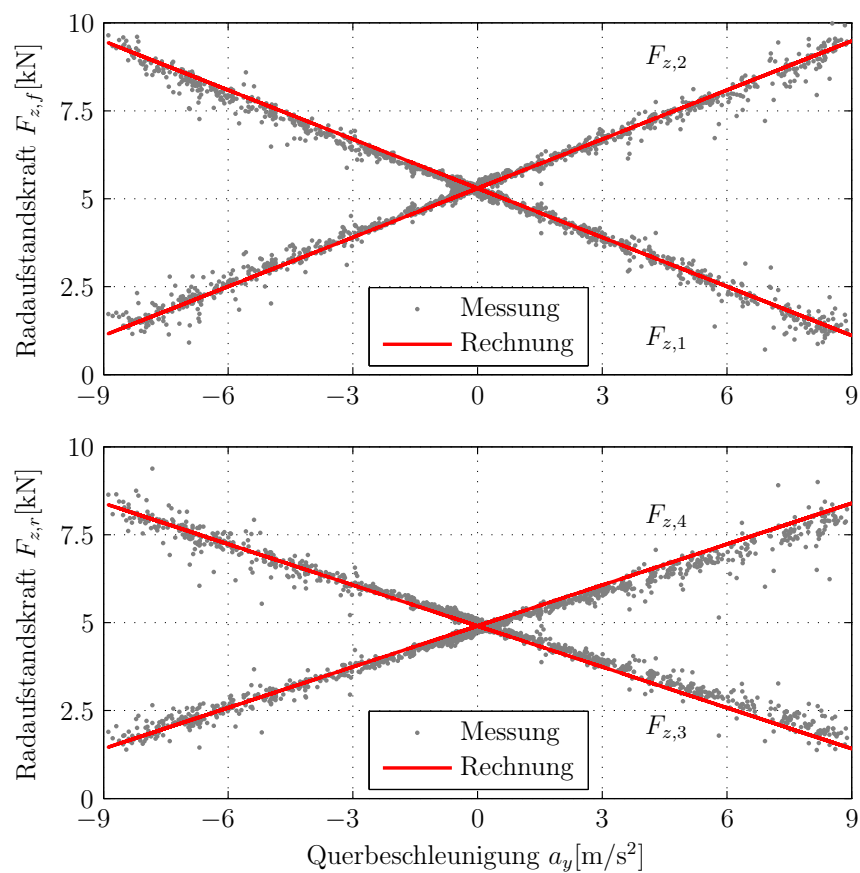 10
7.5
5
2.5
0
Radaufstandskraft F_{z,f}[kN]
F_{z,2}
F_{z,1}
Messung
Rechnung
−9 −6 −3 0 3 6 9
10
7.5
5
2.5
0
Radaufstandskraft F_{z,r}[kN]
F_{z,4}
F_{z,3}
Messung
Rechnung
−9 −6 −3 0 3 6 9
Querbeschleunigung a_y[m/s²]